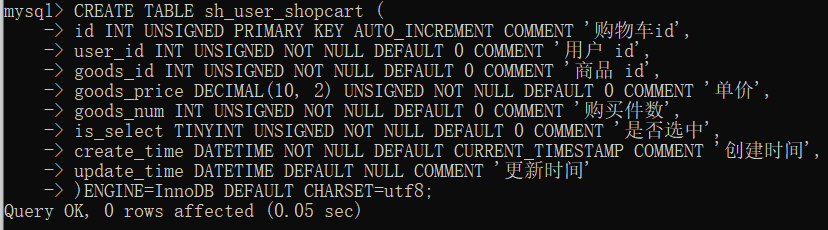 mysql> CREATE TABLE sh_user_shopcart (
    -> id INT UNSIGNED PRIMARY KEY AUTO_INCREMENT COMMENT '购物车id',
    -> user_id INT UNSIGNED NOT NULL DEFAULT 0 COMMENT '用户 id',
    -> goods_id INT UNSIGNED NOT NULL DEFAULT 0 COMMENT '商品 id',
    -> goods_price DECIMAL(10, 2) UNSIGNED NOT NULL DEFAULT 0 COMMENT '单价',
    -> goods_num INT UNSIGNED NOT NULL DEFAULT 0 COMMENT '购买件数',
    -> is_select TINYINT UNSIGNED NOT NULL DEFAULT 0 COMMENT '是否选中',
    -> create_time DATETIME NOT NULL DEFAULT CURRENT_TIMESTAMP COMMENT '创建时间',
    -> update_time DATETIME DEFAULT NULL COMMENT '更新时间'
    -> )ENGINE=InnoDB DEFAULT CHARSET=utf8;
Query OK, 0 rows affected (0.05 sec)